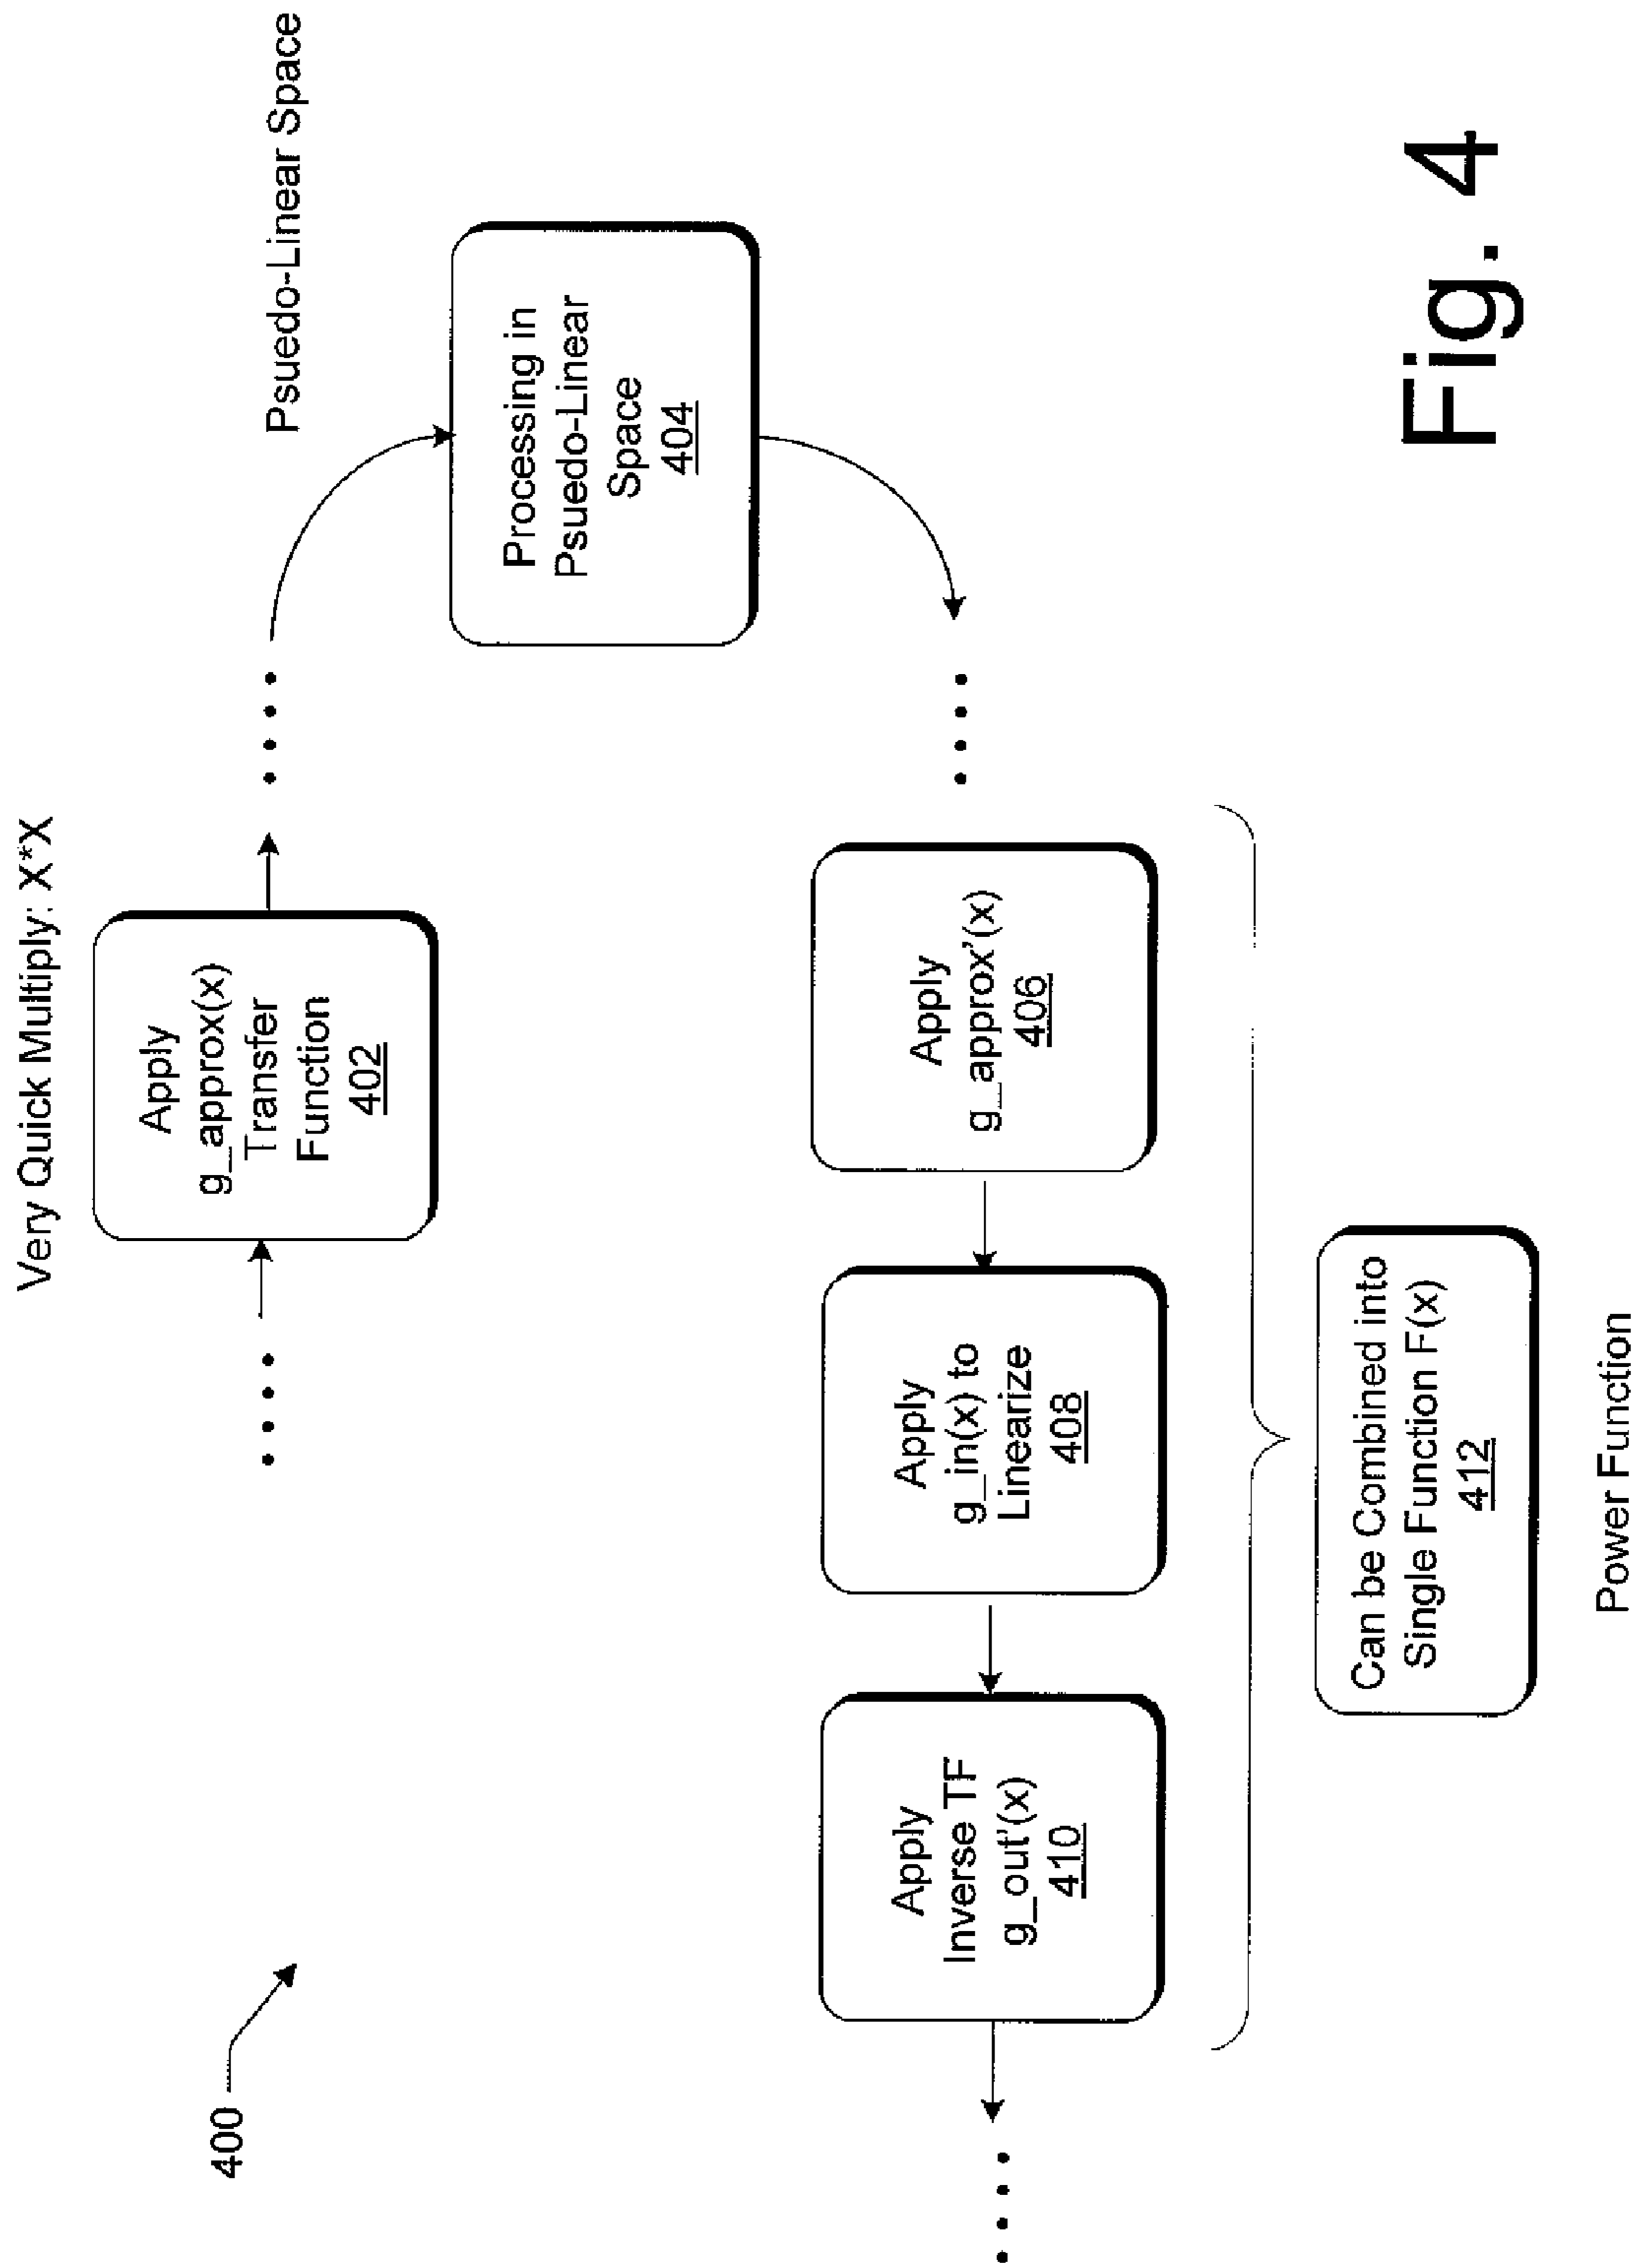 400
Very Quick Multiply: X*X
Apply
g_approx(x)
Transfer
Function
402
Psuedo-Linear Space
Processing in
Psuedo-Linear
Space
404
Apply
g_approx'(x)
406
Apply
g_in(x) to
Linearize
408
Apply
Inverse TF
g_out'(x)
410
Can be Combined into
Single Function F(x)
412
Power Function
Fig. 4